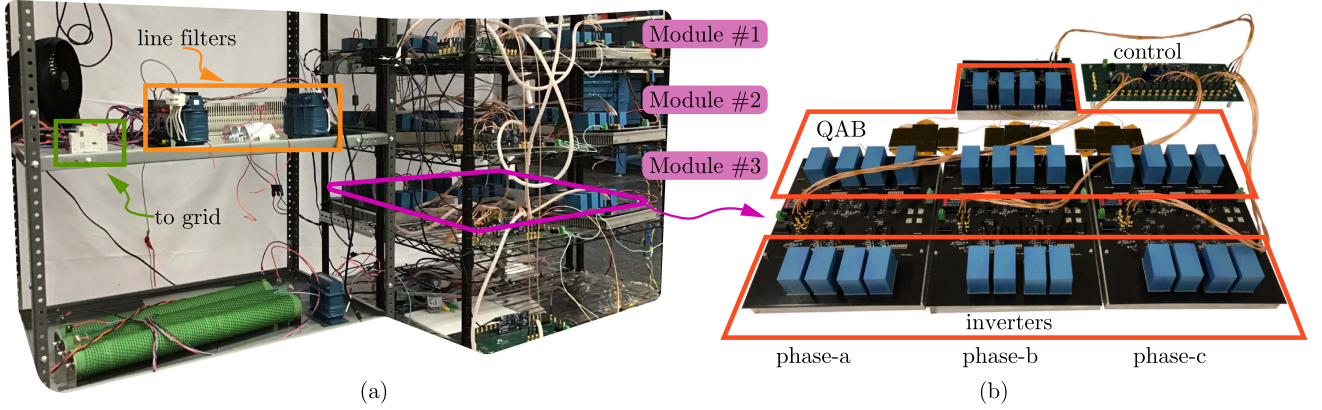 line filters
to grid
Module #1
Module #2
Module #3
(a)
control
QAB
inverters
phase-a
phase-b
phase-c
(b)